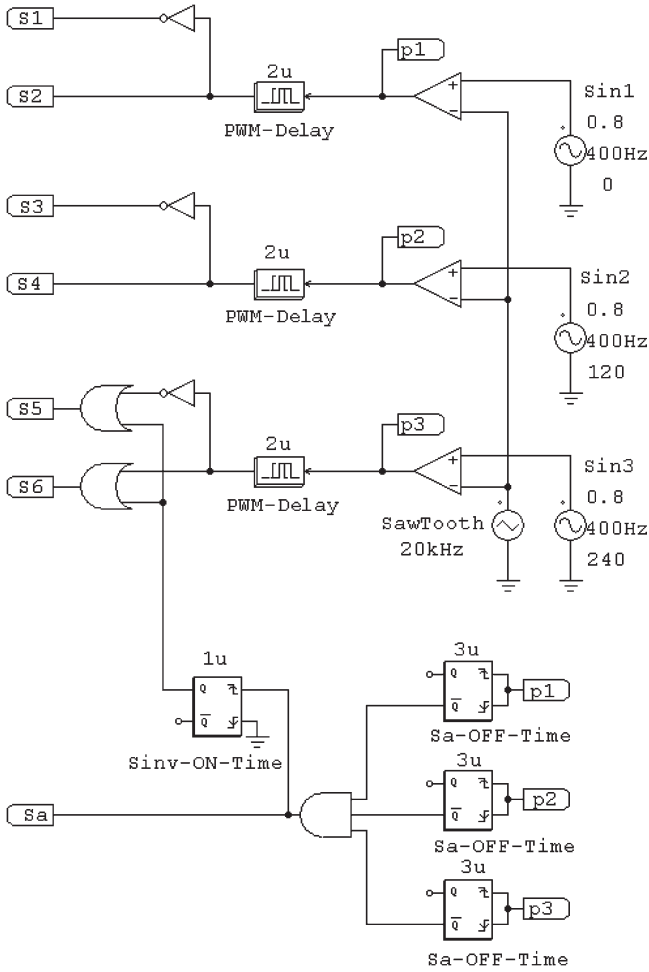 S1
S2
2u
PWM-Delay
p1
+
−
Sin1
0.8
400Hz
0
S3
S4
2u
PWM-Delay
p2
+
−
Sin2
0.8
400Hz
120
S5
S6
2u
PWM-Delay
p3
+
−
SawTooth
20kHz
Sin3
0.8
400Hz
240
1u
Q
Q
Sinv-ON-Time
3u
Q
Q
p1
Sa-OFF-Time
3u
Q
Q
p2
Sa-OFF-Time
3u
Q
Q
p3
Sa-OFF-Time
Sa